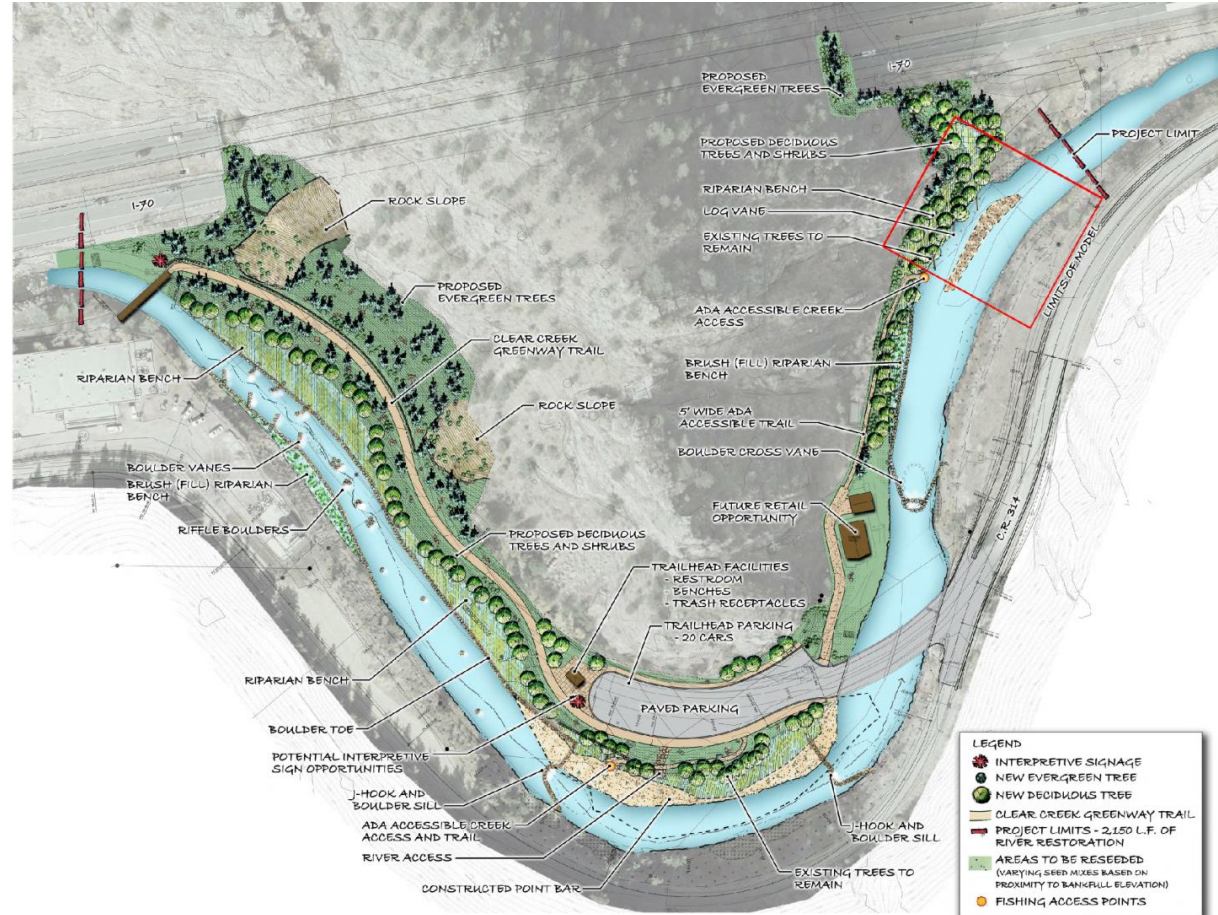 I-70
PROPOSED
EVERGREEN TREES
PROJECT LIMIT
PROPOSED DECIDUOUS
TREES AND SHRUBS
RIPARIAN BENCH
LOG VANE
EXISTING TREES TO
REMAIN
LIMITS OF MODEL
ADA ACCESSIBLE CREEK
ACCESS
BRUSH (FILL) RIPARIAN
BENCH
5' WIDE ADA
ACCESSIBLE TRAIL
BOULDER CROSS VANE
FUTURE RETAIL
OPPORTUNITY
C.R. 314
I-70
ROCK SLOPE
PROPOSED
EVERGREEN TREES
CLEAR CREEK
GREENWAY TRAIL
RIPARIAN BENCH
ROCK SLOPE
BOULDER VANES
BRUSH (FILL) RIPARIAN
BENCH
RIFFLE BOULDERS
PROPOSED DECIDUOUS
TREES AND SHRUBS
TRAILHEAD FACILITIES
- RESTROOM
- BENCHES
- TRASH RECEPTACLES
TRAILHEAD PARKING
- 20 CARS
RIPARIAN BENCH
PAVED PARKING
BOULDER TOE
POTENTIAL INTERPRETIVE
SIGN OPPORTUNITIES
J-HOOK AND
BOULDER SILL
ADA ACCESSIBLE CREEK
ACCESS AND TRAIL
RIVER ACCESS
CONSTRUCTED POINT BAR
J-HOOK AND
BOULDER SILL
EXISTING TREES TO
REMAIN
LEGEND
INTERPRETIVE SIGNAGE
NEW EVERGREEN TREE
NEW DECIDUOUS TREE
CLEAR CREEK GREENWAY TRAIL
PROJECT LIMITS - 2,150 L.F. OF
RIVER RESTORATION
AREAS TO BE RESEEDED
(VARYING SEED MIXES BASED ON
PROXIMITY TO BANKFULL ELEVATION)
FISHING ACCESS POINTS